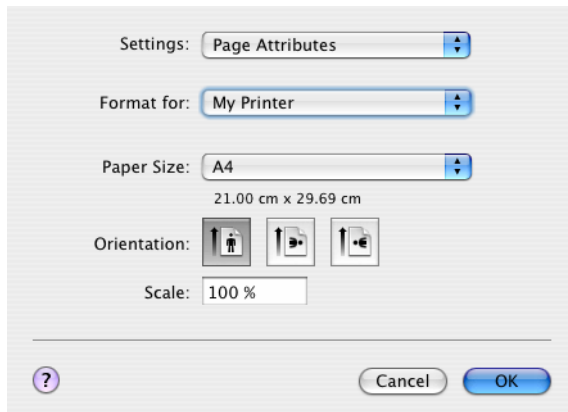 Settings: Page Attributes
Format for: My Printer
Paper Size: A4
21.00 cm x 29.69 cm
Orientation:
Scale: 100 %
? Cancel OK